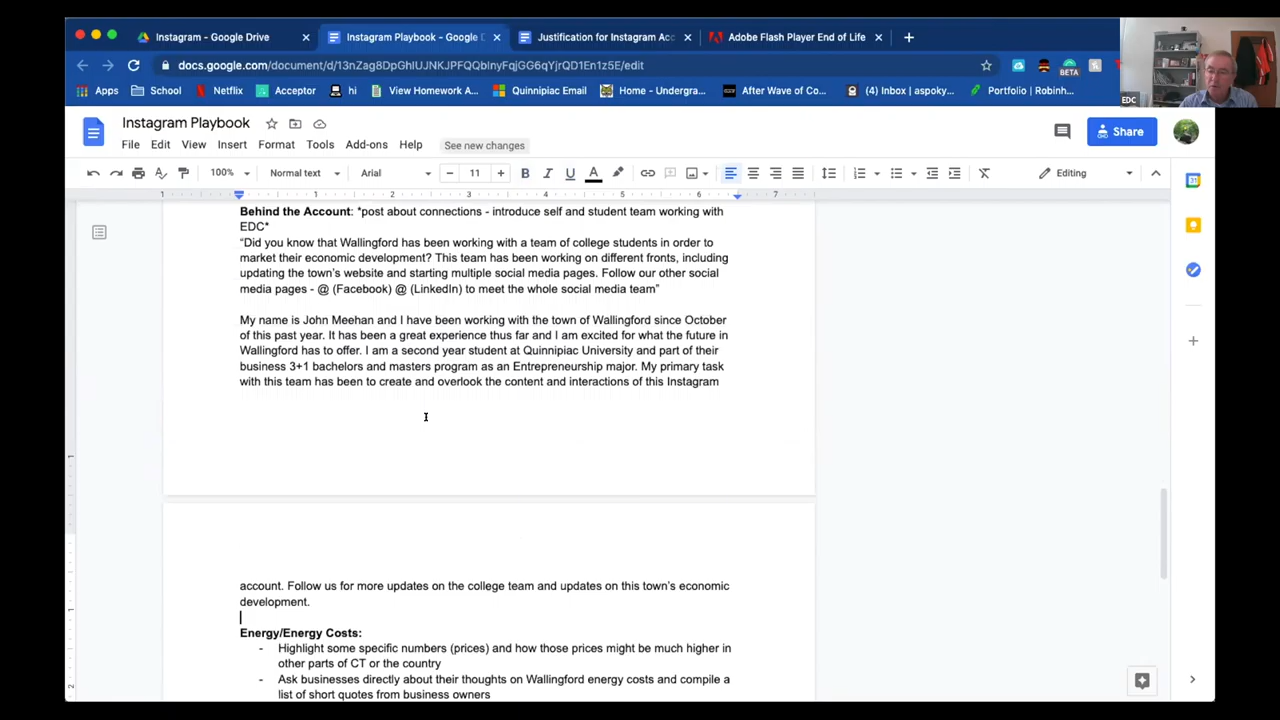 Instagram - Google Drive
Instagram Playbook - Google D
Justification for Instagram Acc
Adobe Flash Player End of Life
docs.google.com/document/d/
Apps
School
Netflix
Acceptor
hi
View Homework A...
Quinnipiac Email
Home - Undergra...
After Wave of Co...
(4) Inbox | aspoky...
Portfolio | Robinh...
BETA
EDC
Instagram Playbook
File Edit View Insert Format Tools Add-ons Help See new changes
Share
100% Normal text Arial 11 Editing
Behind the Account: *post about connections - introduce self and student team working with
EDC*
“Did you know that Wallingford has been working with a team of college students in order to
market their economic development? This team has been working on different fronts, including
updating the town’s website and starting multiple social media pages. Follow our other social
media pages - @ (Facebook) @ (LinkedIn) to meet the whole social media team”
My name is John Meehan and I have been working with the town of Wallingford since October
of this past year. It has been a great experience thus far and I am excited for what the future in
Wallingford has to offer. I am a second year student at Quinnipiac University and part of their
business 3+1 bachelors and masters program as an Entrepreneurship major. My primary task
with this team has been to create and overlook the content and interactions of this Instagram
account. Follow us for more updates on the college team and updates on this town’s economic
development.
Energy/Energy Costs:
- Highlight some specific numbers (prices) and how those prices might be much higher in
other parts of CT or the country
- Ask businesses directly about their thoughts on Wallingford energy costs and compile a
list of short quotes from business owners